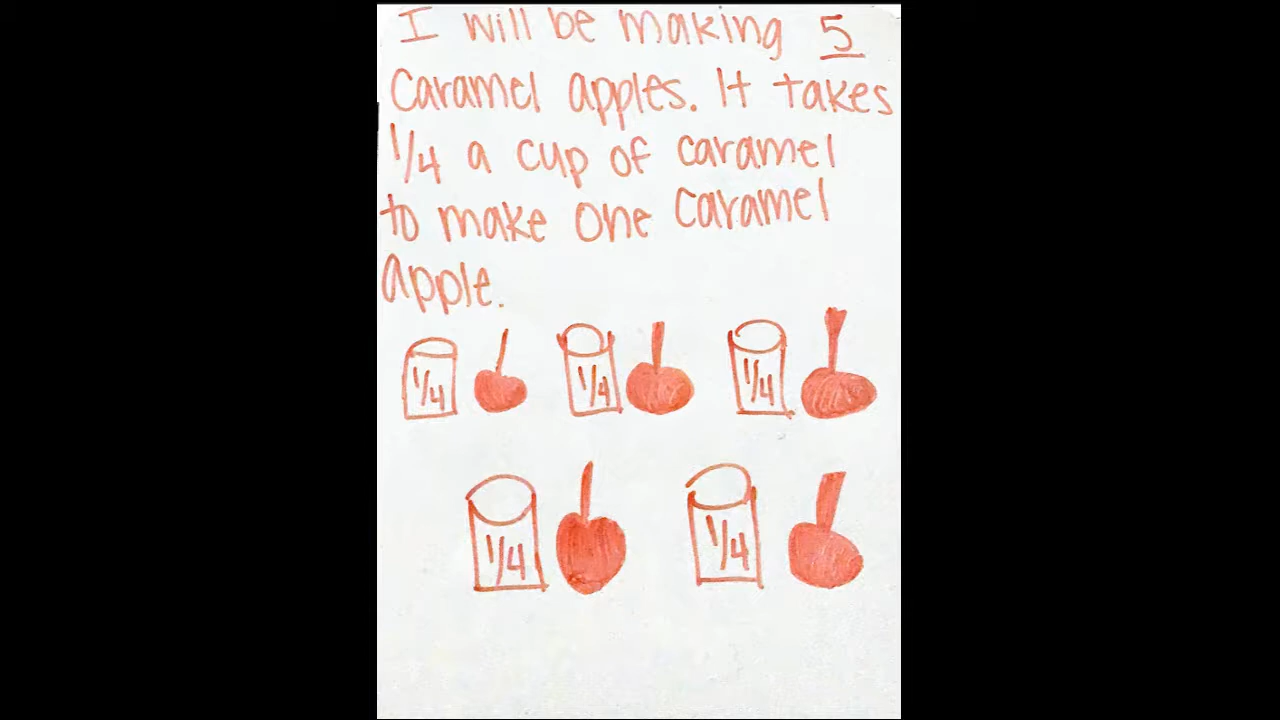 I will be making 5
Caramel apples. It takes
1/4 a cup of caramel
to make one Caramel
apple.
1/4 1/4 1/4
1/4 1/4